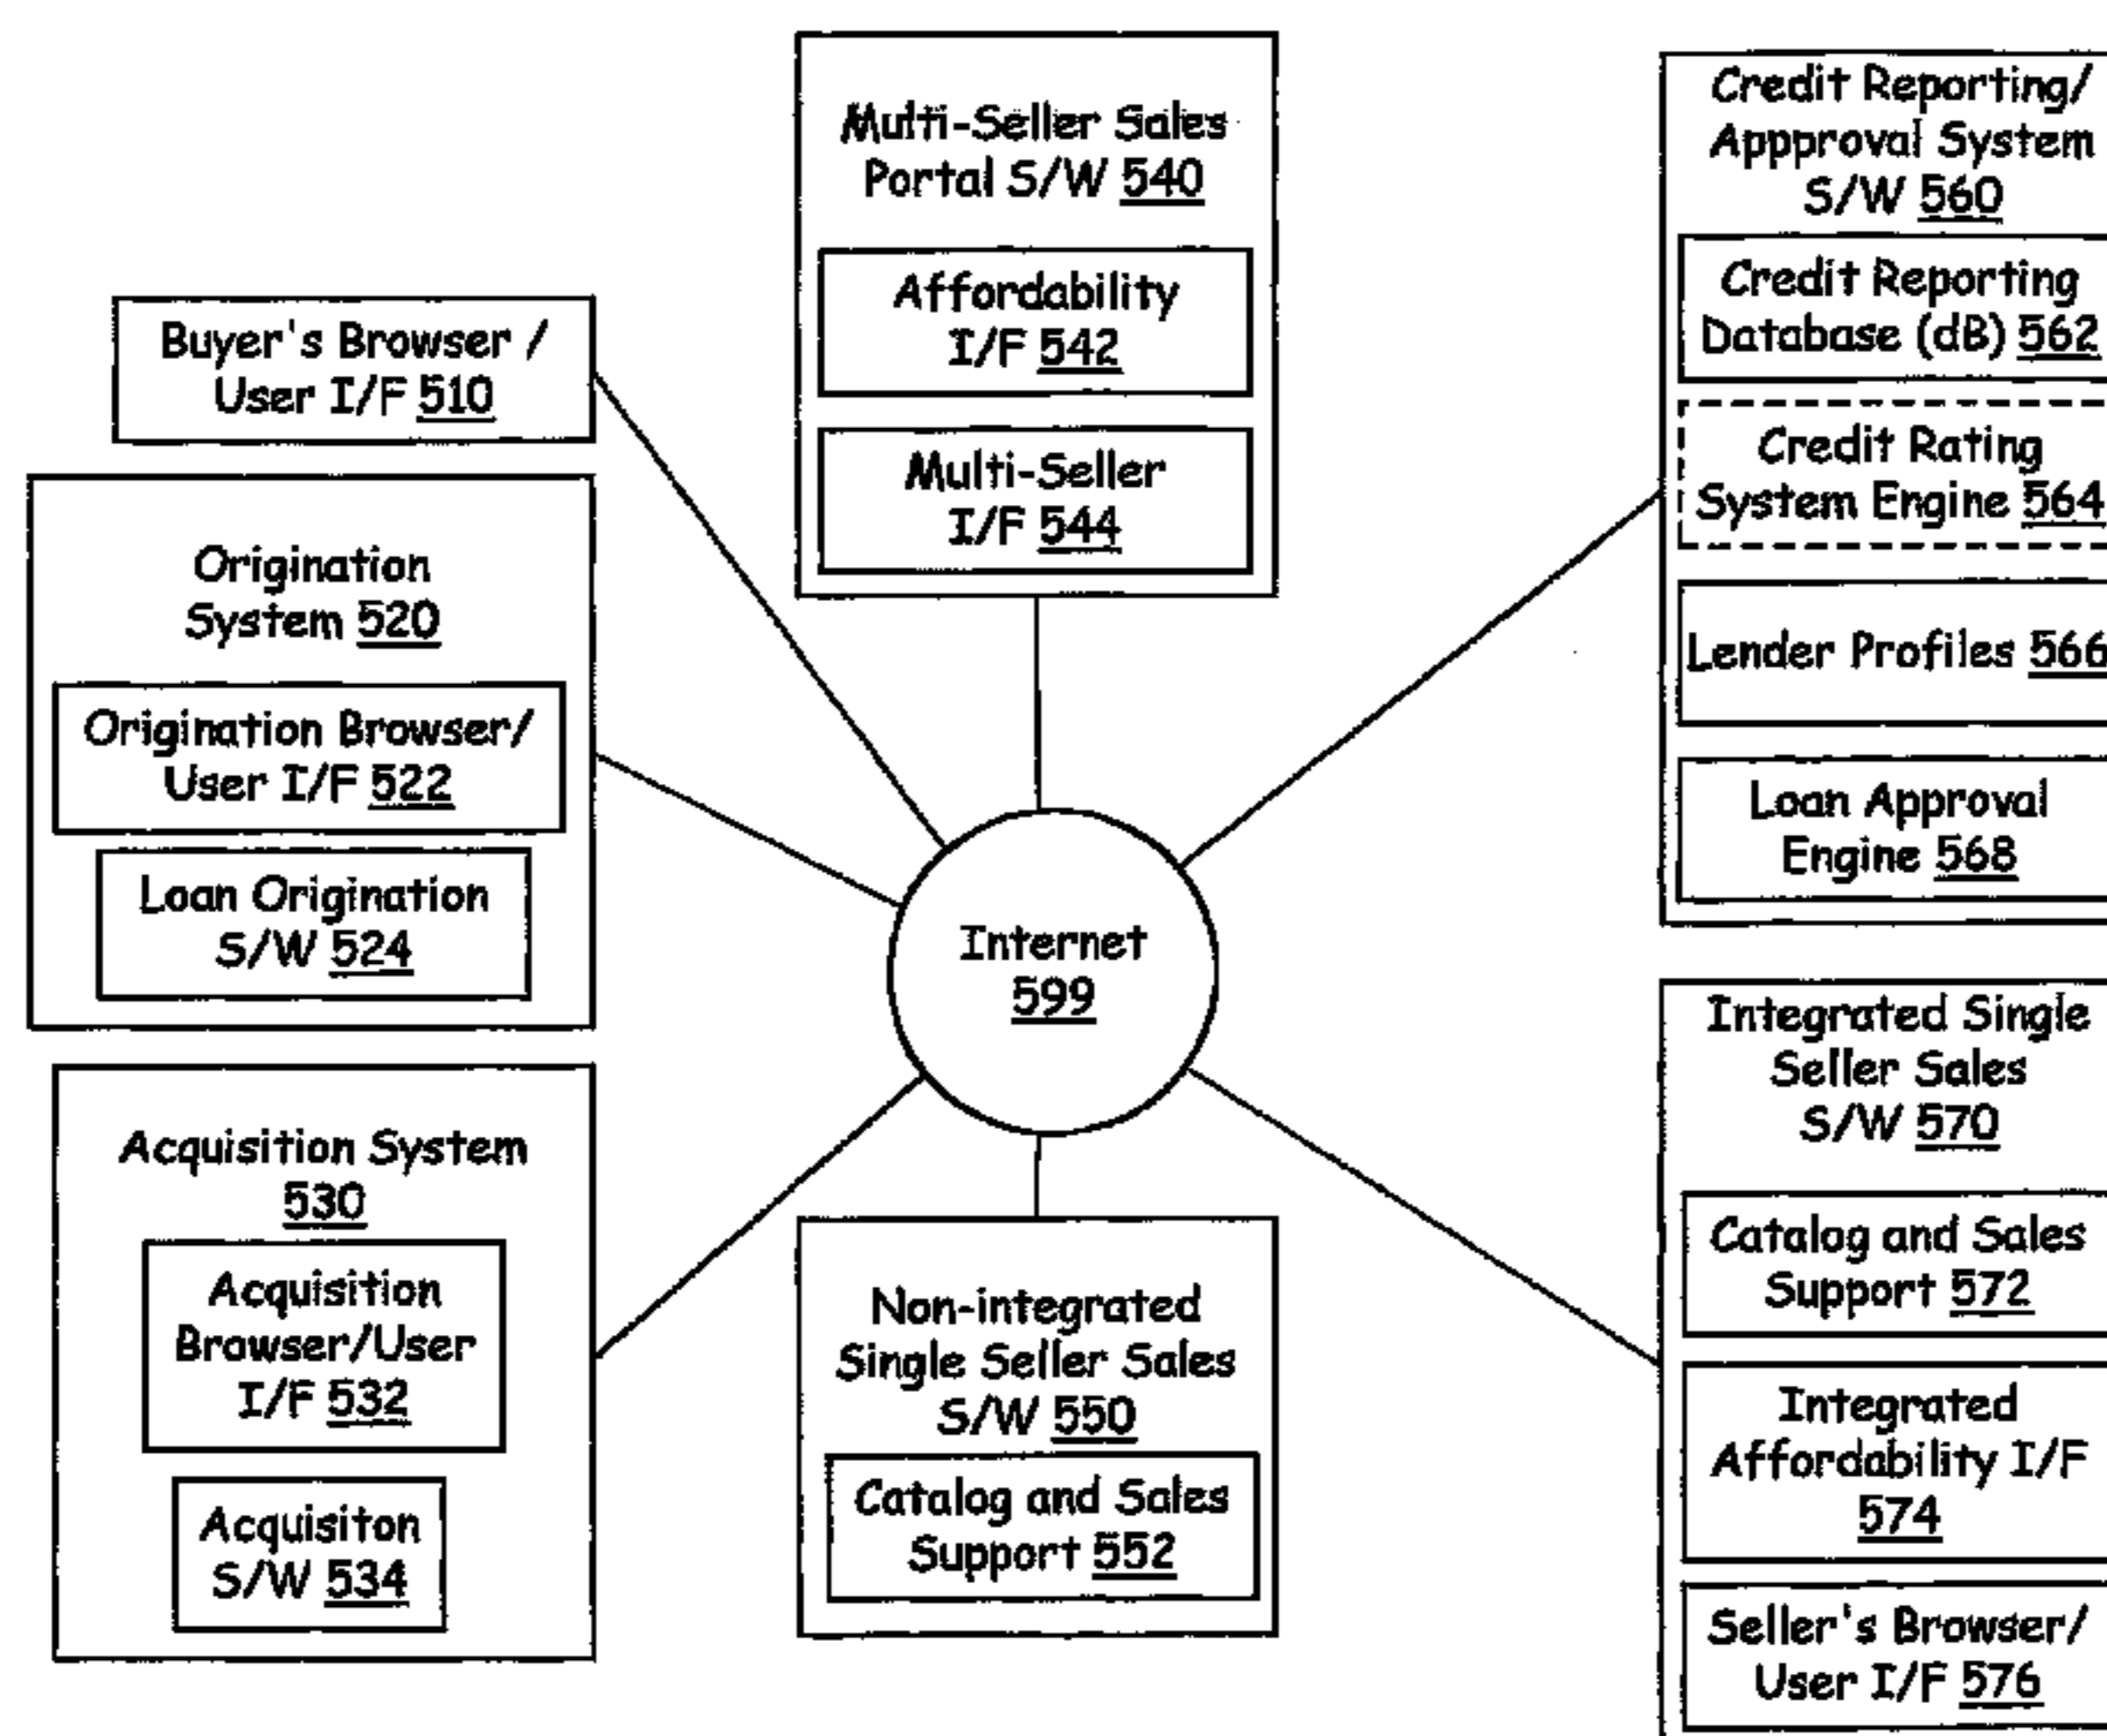 Multi-Seller Sales
Portal S/W 540
Affordability
I/F 542
Multi-Seller
I/F 544
Credit Reporting/
Appproval System
S/W 560
Credit Reporting
Database (dB) 562
Credit Rating
System Engine 564
Lender Profiles 566
Loan Approval
Engine 568
Buyer's Browser /
User I/F 510
Origination
System 520
Origination Browser/
User I/F 522
Loan Origination
S/W 524
Internet
599
Acquisition System
530
Acquisition
Browser/User
I/F 532
Acquisiton
S/W 534
Non-integrated
Single Seller Sales
S/W 550
Catalog and Sales
Support 552
Integrated Single
Seller Sales
S/W 570
Catalog and Sales
Support 572
Integrated
Affordability I/F
574
Seller's Browser/
User I/F 576